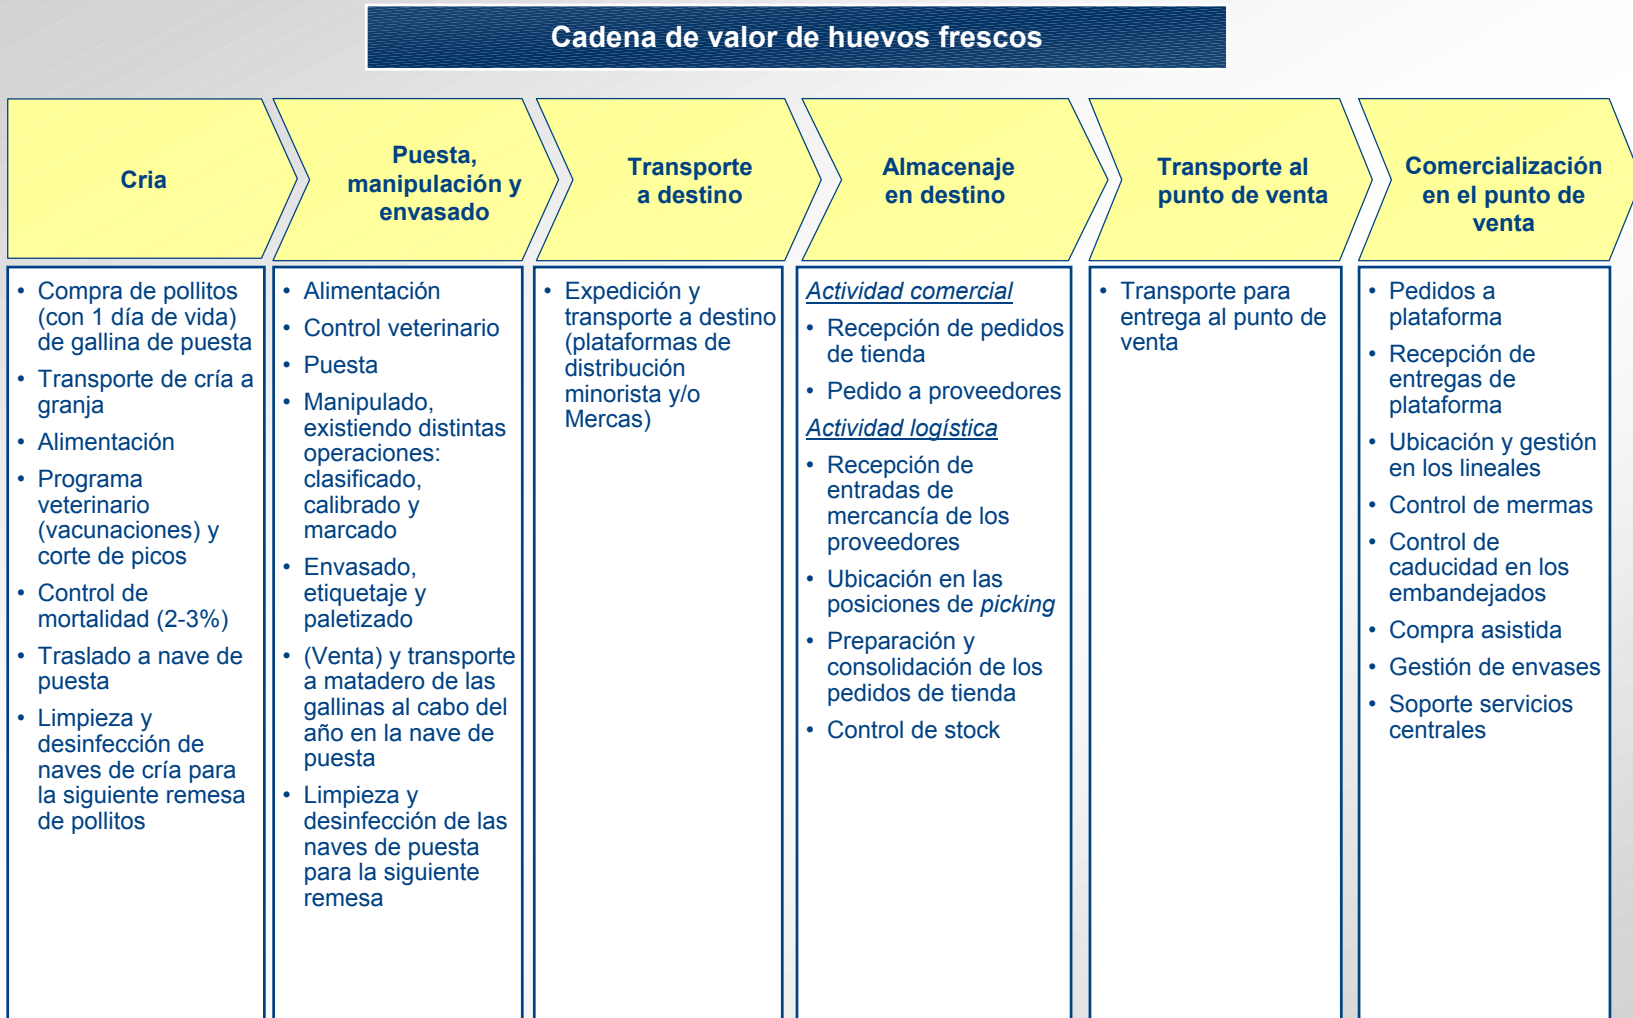 Cadena de valor de huevos frescos
Cria
Puesta,
manipulación y
envasado
Transporte
a destino
Almacenaje
en destino
Transporte al
punto de venta
Comercialización
en el punto de
venta
• Compra de pollitos
(con 1 día de vida)
de gallina de puesta
• Transporte de cría a
granja
• Alimentación
• Programa
veterinario
(vacunaciones) y
corte de picos
• Control de
mortalidad (2-3%)
• Traslado a nave de
puesta
• Limpieza y
desinfección de
naves de cría para
la siguiente remesa
de pollitos
• Alimentación
• Control veterinario
• Puesta
• Manipulado,
existiendo distintas
operaciones:
clasificado,
calibrado y
marcado
• Envasado,
etiquetaje y
paletizado
• (Venta) y transporte
a matadero de las
gallinas al cabo del
año en la nave de
puesta
• Limpieza y
desinfección de las
naves de puesta
para la siguiente
remesa
• Expedición y
transporte a destino
(plataformas de
distribución
minorista y/o
Mercas)
Actividad comercial
• Recepción de pedidos
de tienda
• Pedido a proveedores
Actividad logística
• Recepción de
entradas de
mercancía de los
proveedores
• Ubicación en las
posiciones de picking
• Preparación y
consolidación de los
pedidos de tienda
• Control de stock
• Transporte para
entrega al punto de
venta
• Pedidos a
plataforma
• Recepción de
entregas de
plataforma
• Ubicación y gestión
en los lineales
• Control de mermas
• Control de
caducidad en los
embandejados
• Compra asistida
• Gestión de envases
• Soporte servicios
centrales